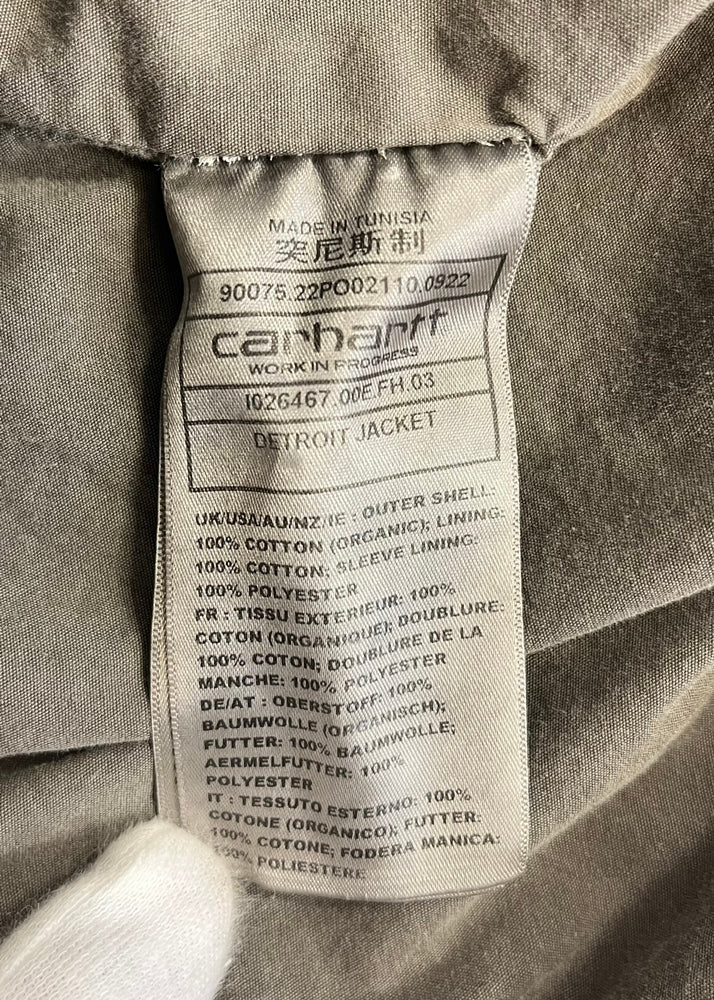 MADE IN TUNISIA
突尼斯制
90075.22PO02110.0922
carhartt
WORK IN PROGRESS
I026467.00E.FH.03
DETROIT JACKET
UK/USA/AU/NZ/IE : OUTER SHELL:
100% COTTON (ORGANIC); LINING:
100% COTTON; SLEEVE LINING:
100% POLYESTER
FR : TISSU EXTERIEUR: 100%
COTON (ORGANIQUE); DOUBLURE:
100% COTON; DOUBLURE DE LA
MANCHE: 100% POLYESTER
DE/AT : OBERSTOFF: 100%
BAUMWOLLE (ORGANISCH);
FUTTER: 100% BAUMWOLLE;
AERMELFUTTER: 100%
POLYESTER
IT : TESSUTO ESTERNO: 100%
COTONE (ORGANICO); FUTTER:
100% COTONE; FODERA MANICA:
100% POLIESTERE